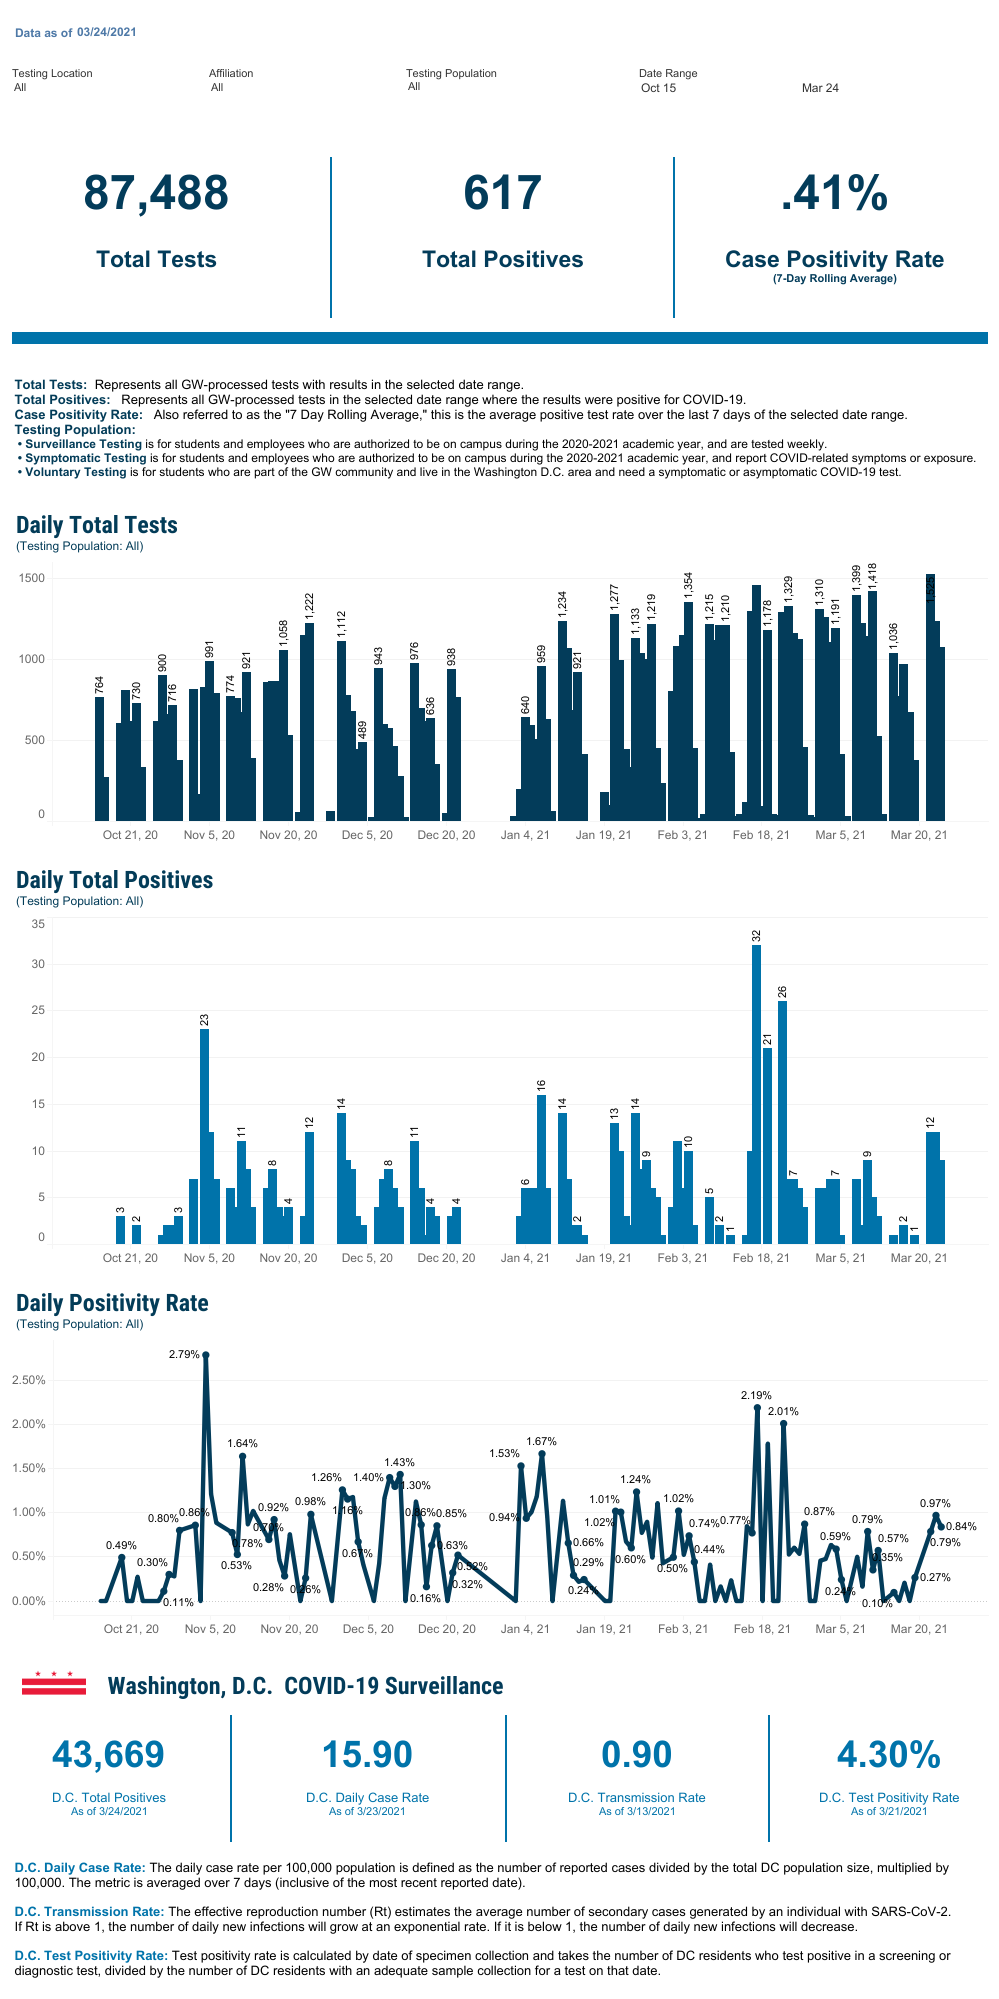 Data as of 03/24/2021
Testing Location
All
Affiliation
All
Testing Population
All
Date Range
Oct 15
Mar 24
87,488
Total Tests
617
Total Positives
.41%
Case Positivity Rate
(7-Day Rolling Average)
Total Tests: Represents all GW-processed tests with results in the selected date range.
Total Positives: Represents all GW-processed tests in the selected date range where the results were positive for COVID-19.
Case Positivity Rate: Also referred to as the "7 Day Rolling Average," this is the average positive test rate over the last 7 days of the selected date range.
Testing Population:
• Surveillance Testing is for students and employees who are authorized to be on campus during the 2020-2021 academic year, and are tested weekly.
• Symptomatic Testing is for students and employees who are authorized to be on campus during the 2020-2021 academic year, and report COVID-related symptoms or exposure.
• Voluntary Testing is for students who are part of the GW community and live in the Washington D.C. area and need a symptomatic or asymptomatic COVID-19 test.
Daily Total Tests
(Testing Population: All)
1500
1000
500
0
764
730
900
716
991
774
921
1,058
1,222
1,112
489
943
976
636
938
640
959
1,234
921
1,277
1,133
1,219
1,354
1,215
1,210
1,178
1,329
1,310
1,191
1,399
1,418
1,036
Oct 21, 20
Nov 5, 20
Nov 20, 20
Dec 5, 20
Dec 20, 20
Jan 4, 21
Jan 19, 21
Feb 3, 21
Feb 18, 21
Mar 5, 21
Mar 20, 21
Daily Total Positives
(Testing Population: All)
35
30
25
20
15
10
5
0
3
2
3
23
11
8
4
12
14
8
11
4
4
6
16
14
2
13
14
9
10
5
2
1
32
21
26
7
7
9
2
1
12
Oct 21, 20
Nov 5, 20
Nov 20, 20
Dec 5, 20
Dec 20, 20
Jan 4, 21
Jan 19, 21
Feb 3, 21
Feb 18, 21
Mar 5, 21
Mar 20, 21
Daily Positivity Rate
(Testing Population: All)
2.50%
2.00%
1.50%
1.00%
0.50%
0.00%
0.49%
0.30%
0.11%
0.80%
0.86%
2.79%
1.64%
0.53%
0.78%
0.92%
0.28%
0.98%
0.26%
1.26%
1.16%
0.67%
1.40%
1.43%
1.30%
0.86%
0.16%
0.63%
0.85%
0.32%
0.52%
1.53%
0.94%
1.67%
0.66%
0.29%
0.24%
1.01%
1.02%
0.60%
1.24%
0.50%
1.02%
0.74%
0.44%
0.77%
2.19%
2.01%
0.87%
0.59%
0.24%
0.79%
0.35%
0.57%
0.10%
0.27%
0.79%
0.97%
0.84%
Oct 21, 20
Nov 5, 20
Nov 20, 20
Dec 5, 20
Dec 20, 20
Jan 4, 21
Jan 19, 21
Feb 3, 21
Feb 18, 21
Mar 5, 21
Mar 20, 21
Washington, D.C. COVID-19 Surveillance
43,669
D.C. Total Positives
As of 3/24/2021
15.90
D.C. Daily Case Rate
As of 3/23/2021
0.90
D.C. Transmission Rate
As of 3/13/2021
4.30%
D.C. Test Positivity Rate
As of 3/21/2021
D.C. Daily Case Rate: The daily case rate per 100,000 population is defined as the number of reported cases divided by the total DC population size, multiplied by
100,000. The metric is averaged over 7 days (inclusive of the most recent reported date).
D.C. Transmission Rate: The effective reproduction number (Rt) estimates the average number of secondary cases generated by an individual with SARS-CoV-2.
If Rt is above 1, the number of daily new infections will grow at an exponential rate. If it is below 1, the number of daily new infections will decrease.
D.C. Test Positivity Rate: Test positivity rate is calculated by date of specimen collection and takes the number of DC residents who test positive in a screening or
diagnostic test, divided by the number of DC residents with an adequate sample collection for a test on that date.